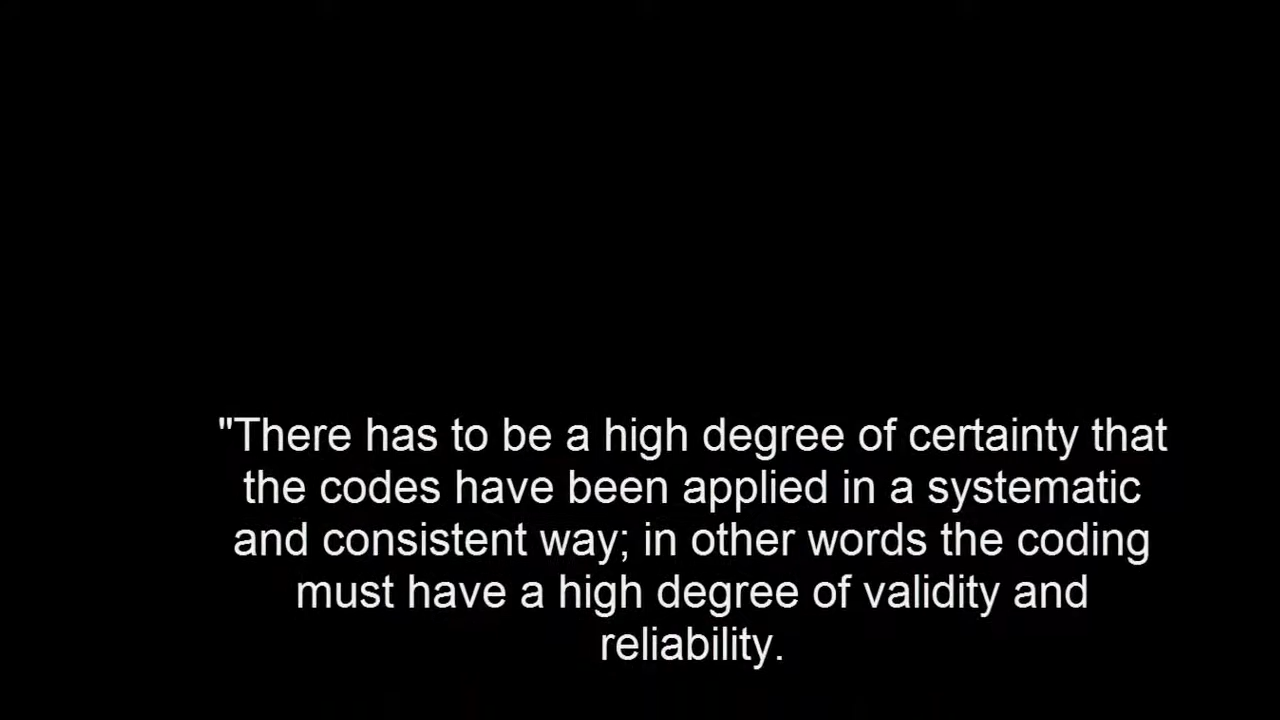 "There has to be a high degree of certainty that
the codes have been applied in a systematic
and consistent way; in other words the coding
must have a high degree of validity and
reliability.